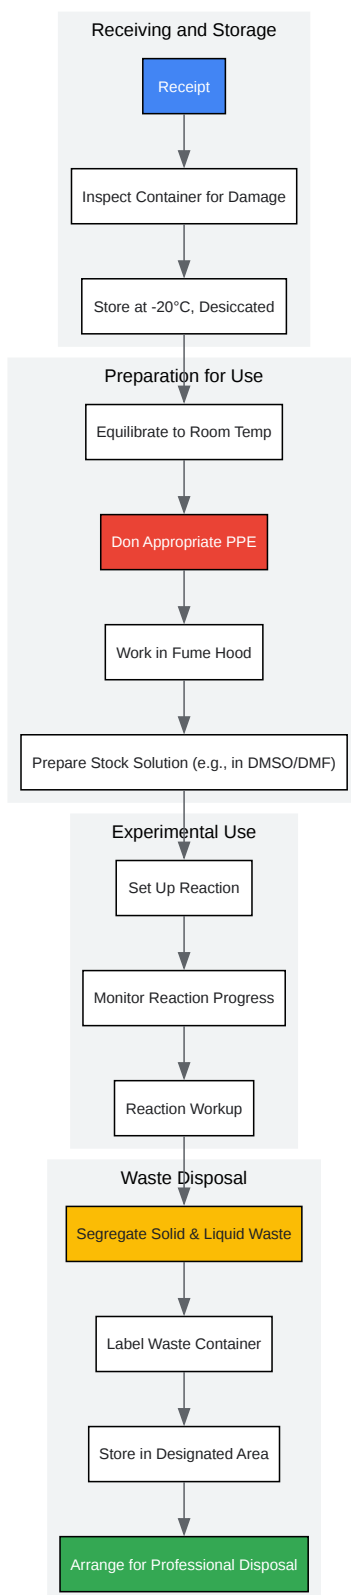 Receiving and Storage
Receipt
Inspect Container for Damage
Store at -20°C, Desiccated
Preparation for Use
Equilibrate to Room Temp
Don Appropriate PPE
Work in Fume Hood
Prepare Stock Solution (e.g., in DMSO/DMF)
Experimental Use
Set Up Reaction
Monitor Reaction Progress
Reaction Workup
Waste Disposal
Segregate Solid & Liquid Waste
Label Waste Container
Store in Designated Area
Arrange for Professional Disposal